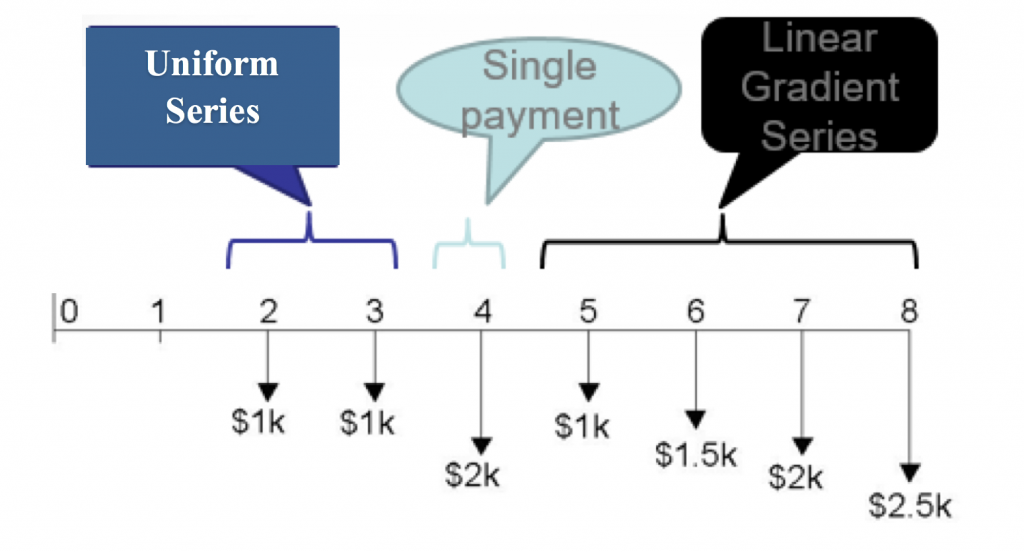 Uniform
Series
Single
payment
Linear
Gradient
Series
0 1 2 3 4 5 6 7 8
$1k $1k $2k $1k $1.5k $2k $2.5k